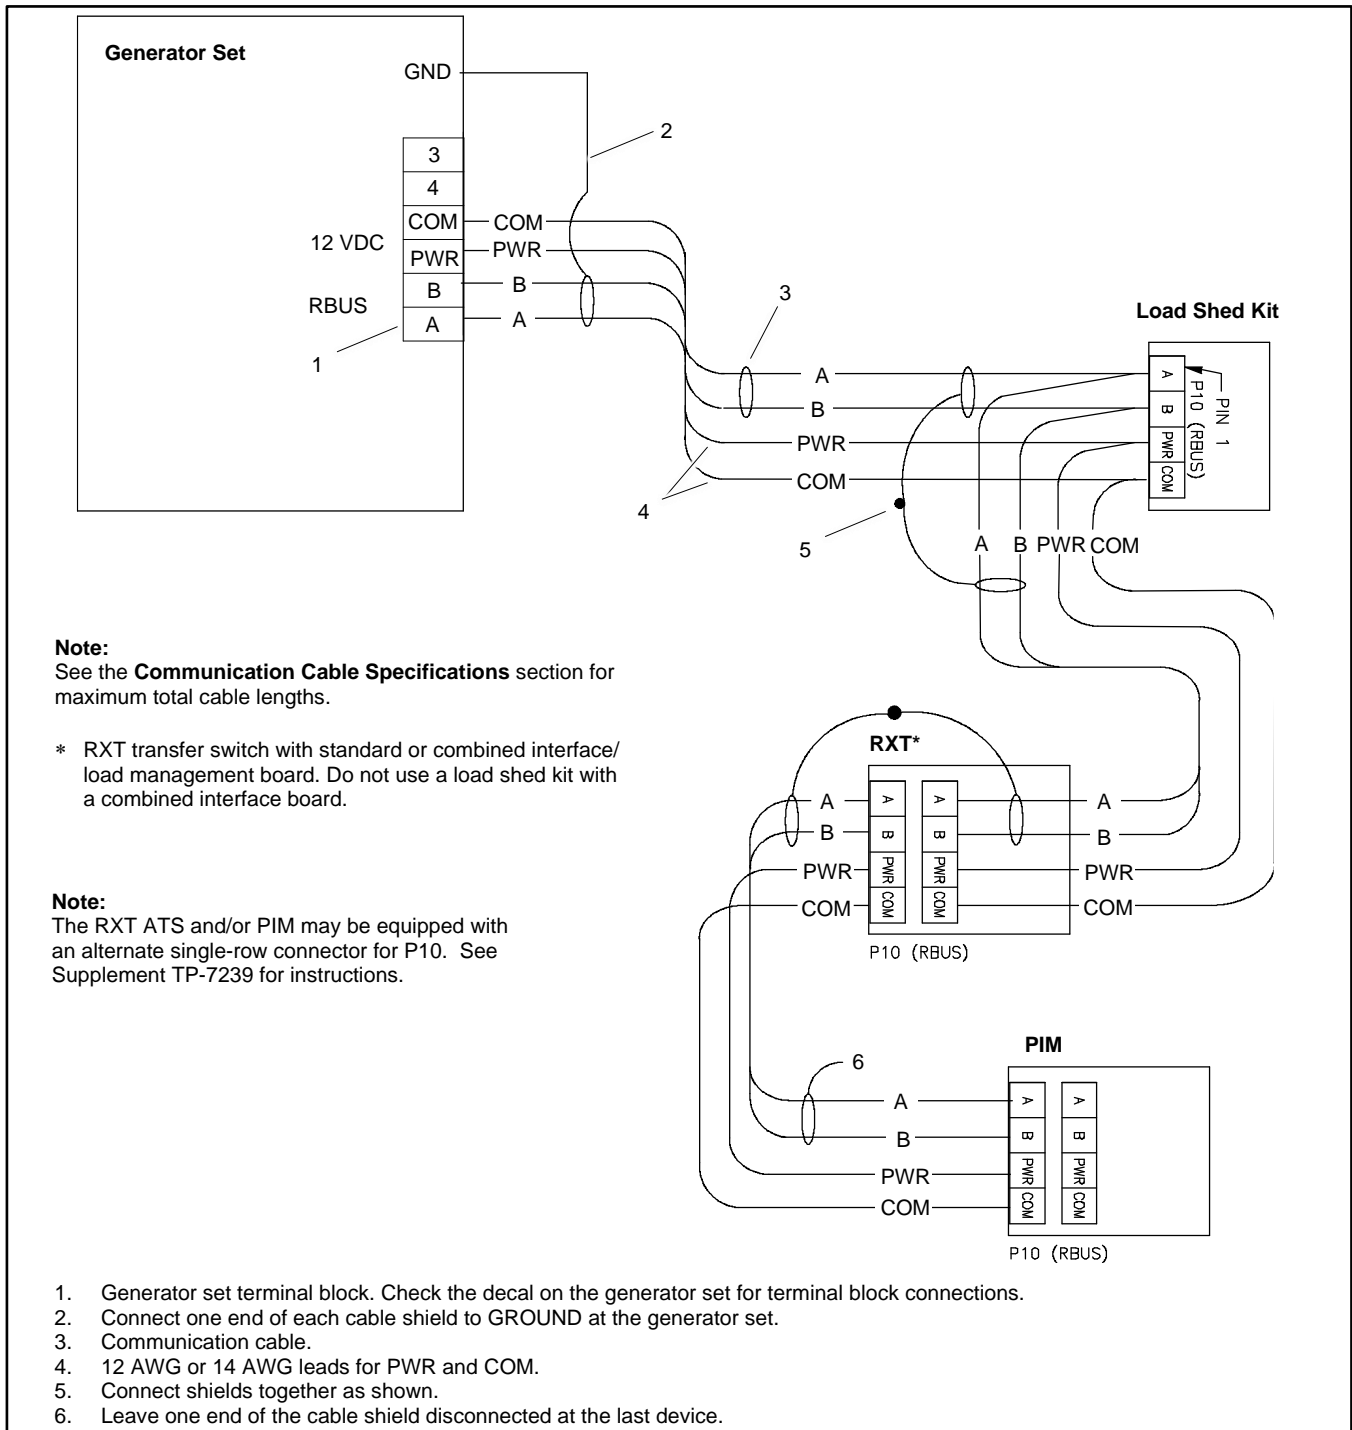 Generator Set
GND
2
3
4
COM
COM
12 VDC
PWR
PWR
B
B
RBUS
A
A
1
3
Load Shed Kit
A
B
PWR
COM
4
5
A
B
PWR
COM
P10 (RBUS)
PIN 1
A B PWR COM
Note:
See the Communication Cable Specifications section for
maximum total cable lengths.
* RXT transfer switch with standard or combined interface/
load management board. Do not use a load shed kit with
a combined interface board.
RXT*
A A A A
B B B B
PWR PWR PWR PWR
COM COM COM COM
P10 (RBUS)
Note:
The RXT ATS and/or PIM may be equipped with
an alternate single-row connector for P10. See
Supplement TP-7239 for instructions.
PIM
6
A A A
B B B
PWR PWR PWR
COM COM COM
P10 (RBUS)
1. Generator set terminal block. Check the decal on the generator set for terminal block connections.
2. Connect one end of each cable shield to GROUND at the generator set.
3. Communication cable.
4. 12 AWG or 14 AWG leads for PWR and COM.
5. Connect shields together as shown.
6. Leave one end of the cable shield disconnected at the last device.